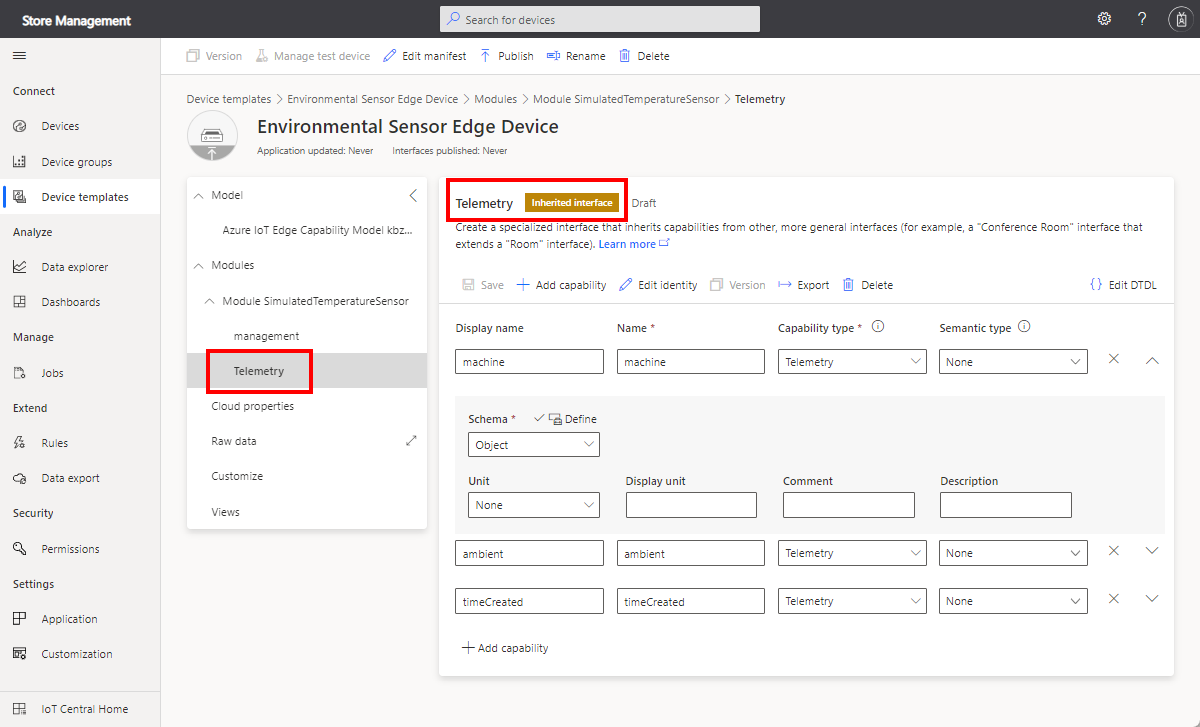 Store Management
Search for devices
?
Version
Manage test device
Edit manifest
Publish
Rename
Delete
Connect
Devices
Device groups
Device templates
Analyze
Data explorer
Dashboards
Manage
Jobs
Extend
Rules
Data export
Security
Permissions
Settings
Application
Customization
IoT Central Home
Device templates > Environmental Sensor Edge Device > Modules > Module SimulatedTemperatureSensor > Telemetry
Environmental Sensor Edge Device
Application updated: Never Interfaces published: Never
Model
Azure IoT Edge Capability Model kbz...
Modules
Module SimulatedTemperatureSensor
management
Telemetry
Cloud properties
Raw data
Customize
Views
Telemetry Inherited interface Draft
Create a specialized interface that inherits capabilities from other, more general interfaces (for example, a "Conference Room" interface that
extends a "Room" interface). Learn more
Save Add capability Edit identity Version Export Delete {} Edit DTDL
Display name Name * Capability type * Semantic type
machine machine Telemetry None
Schema * Define
Object
Unit Display unit Comment Description
None
ambient ambient Telemetry None
timeCreated timeCreated Telemetry None
Add capability